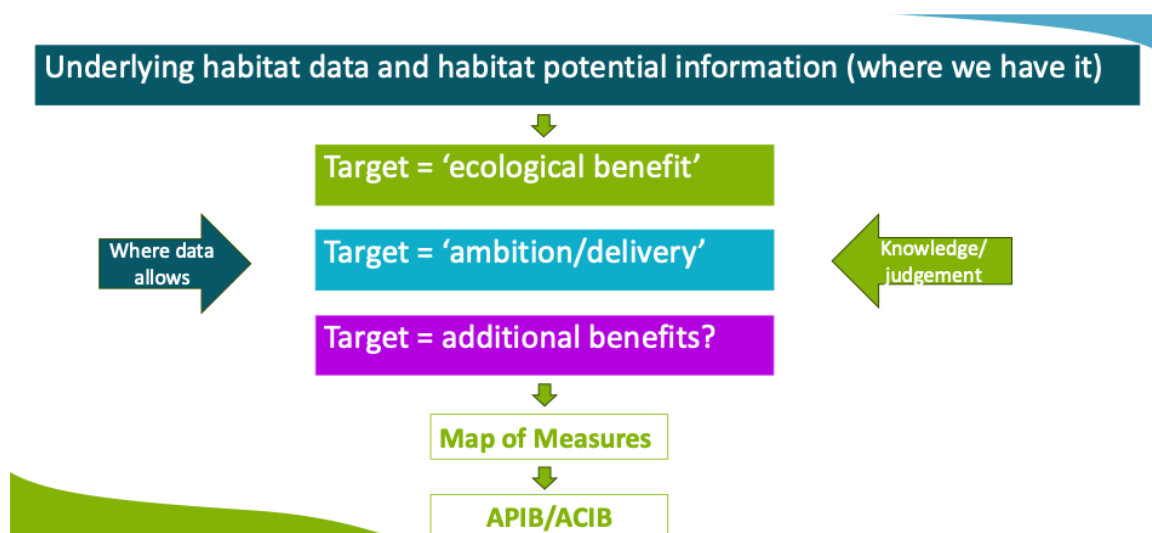 Underlying habitat data and habitat potential information (where we have it)
Target = ‘ecological benefit’
Where data
allows
Target = ‘ambition/delivery’
Knowledge/
judgement
Target = additional benefits?
Map of Measures
APIB/ACIB